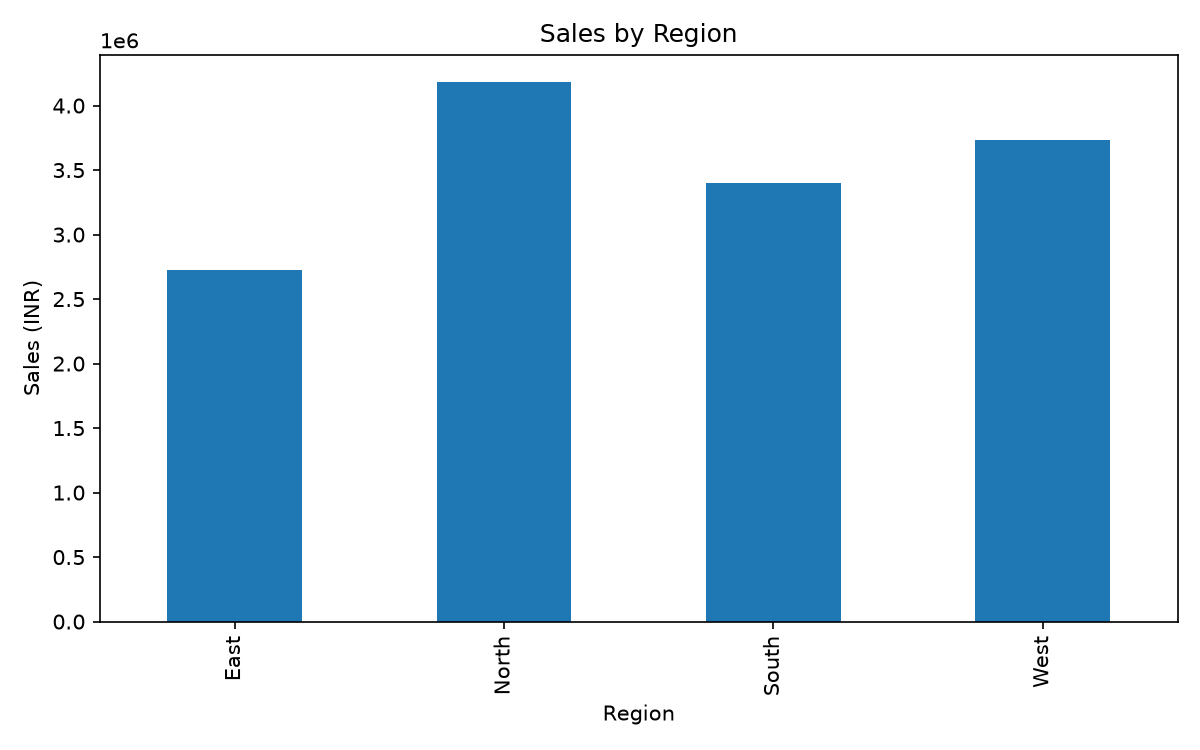 Sales by Region
1e6
4.0
3.5
3.0
2.5
2.0
1.5
1.0
0.5
0.0
Sales (INR)
East
North
South
West
Region